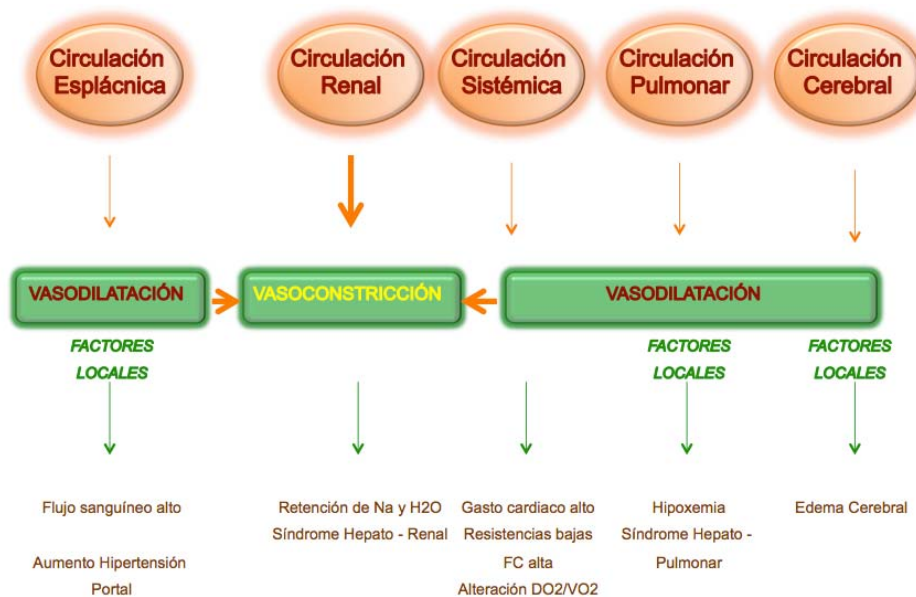 Circulación
Esplácnica
Circulación
Renal
Circulación
Sistémica
Circulación
Pulmonar
Circulación
Cerebral
VASODILATACIÓN
VASOCONSTRICCIÓN
VASODILATACIÓN
FACTORES
LOCALES
FACTORES
LOCALES
FACTORES
LOCALES
Flujo sanguíneo alto
Aumento Hipertensión
Portal
Retención de Na y H2O
Síndrome Hepato - Renal
Gasto cardiaco alto
Resistencias bajas
FC alta
Alteración DO2/VO2
Hipoxemia
Síndrome Hepato -
Pulmonar
Edema Cerebral